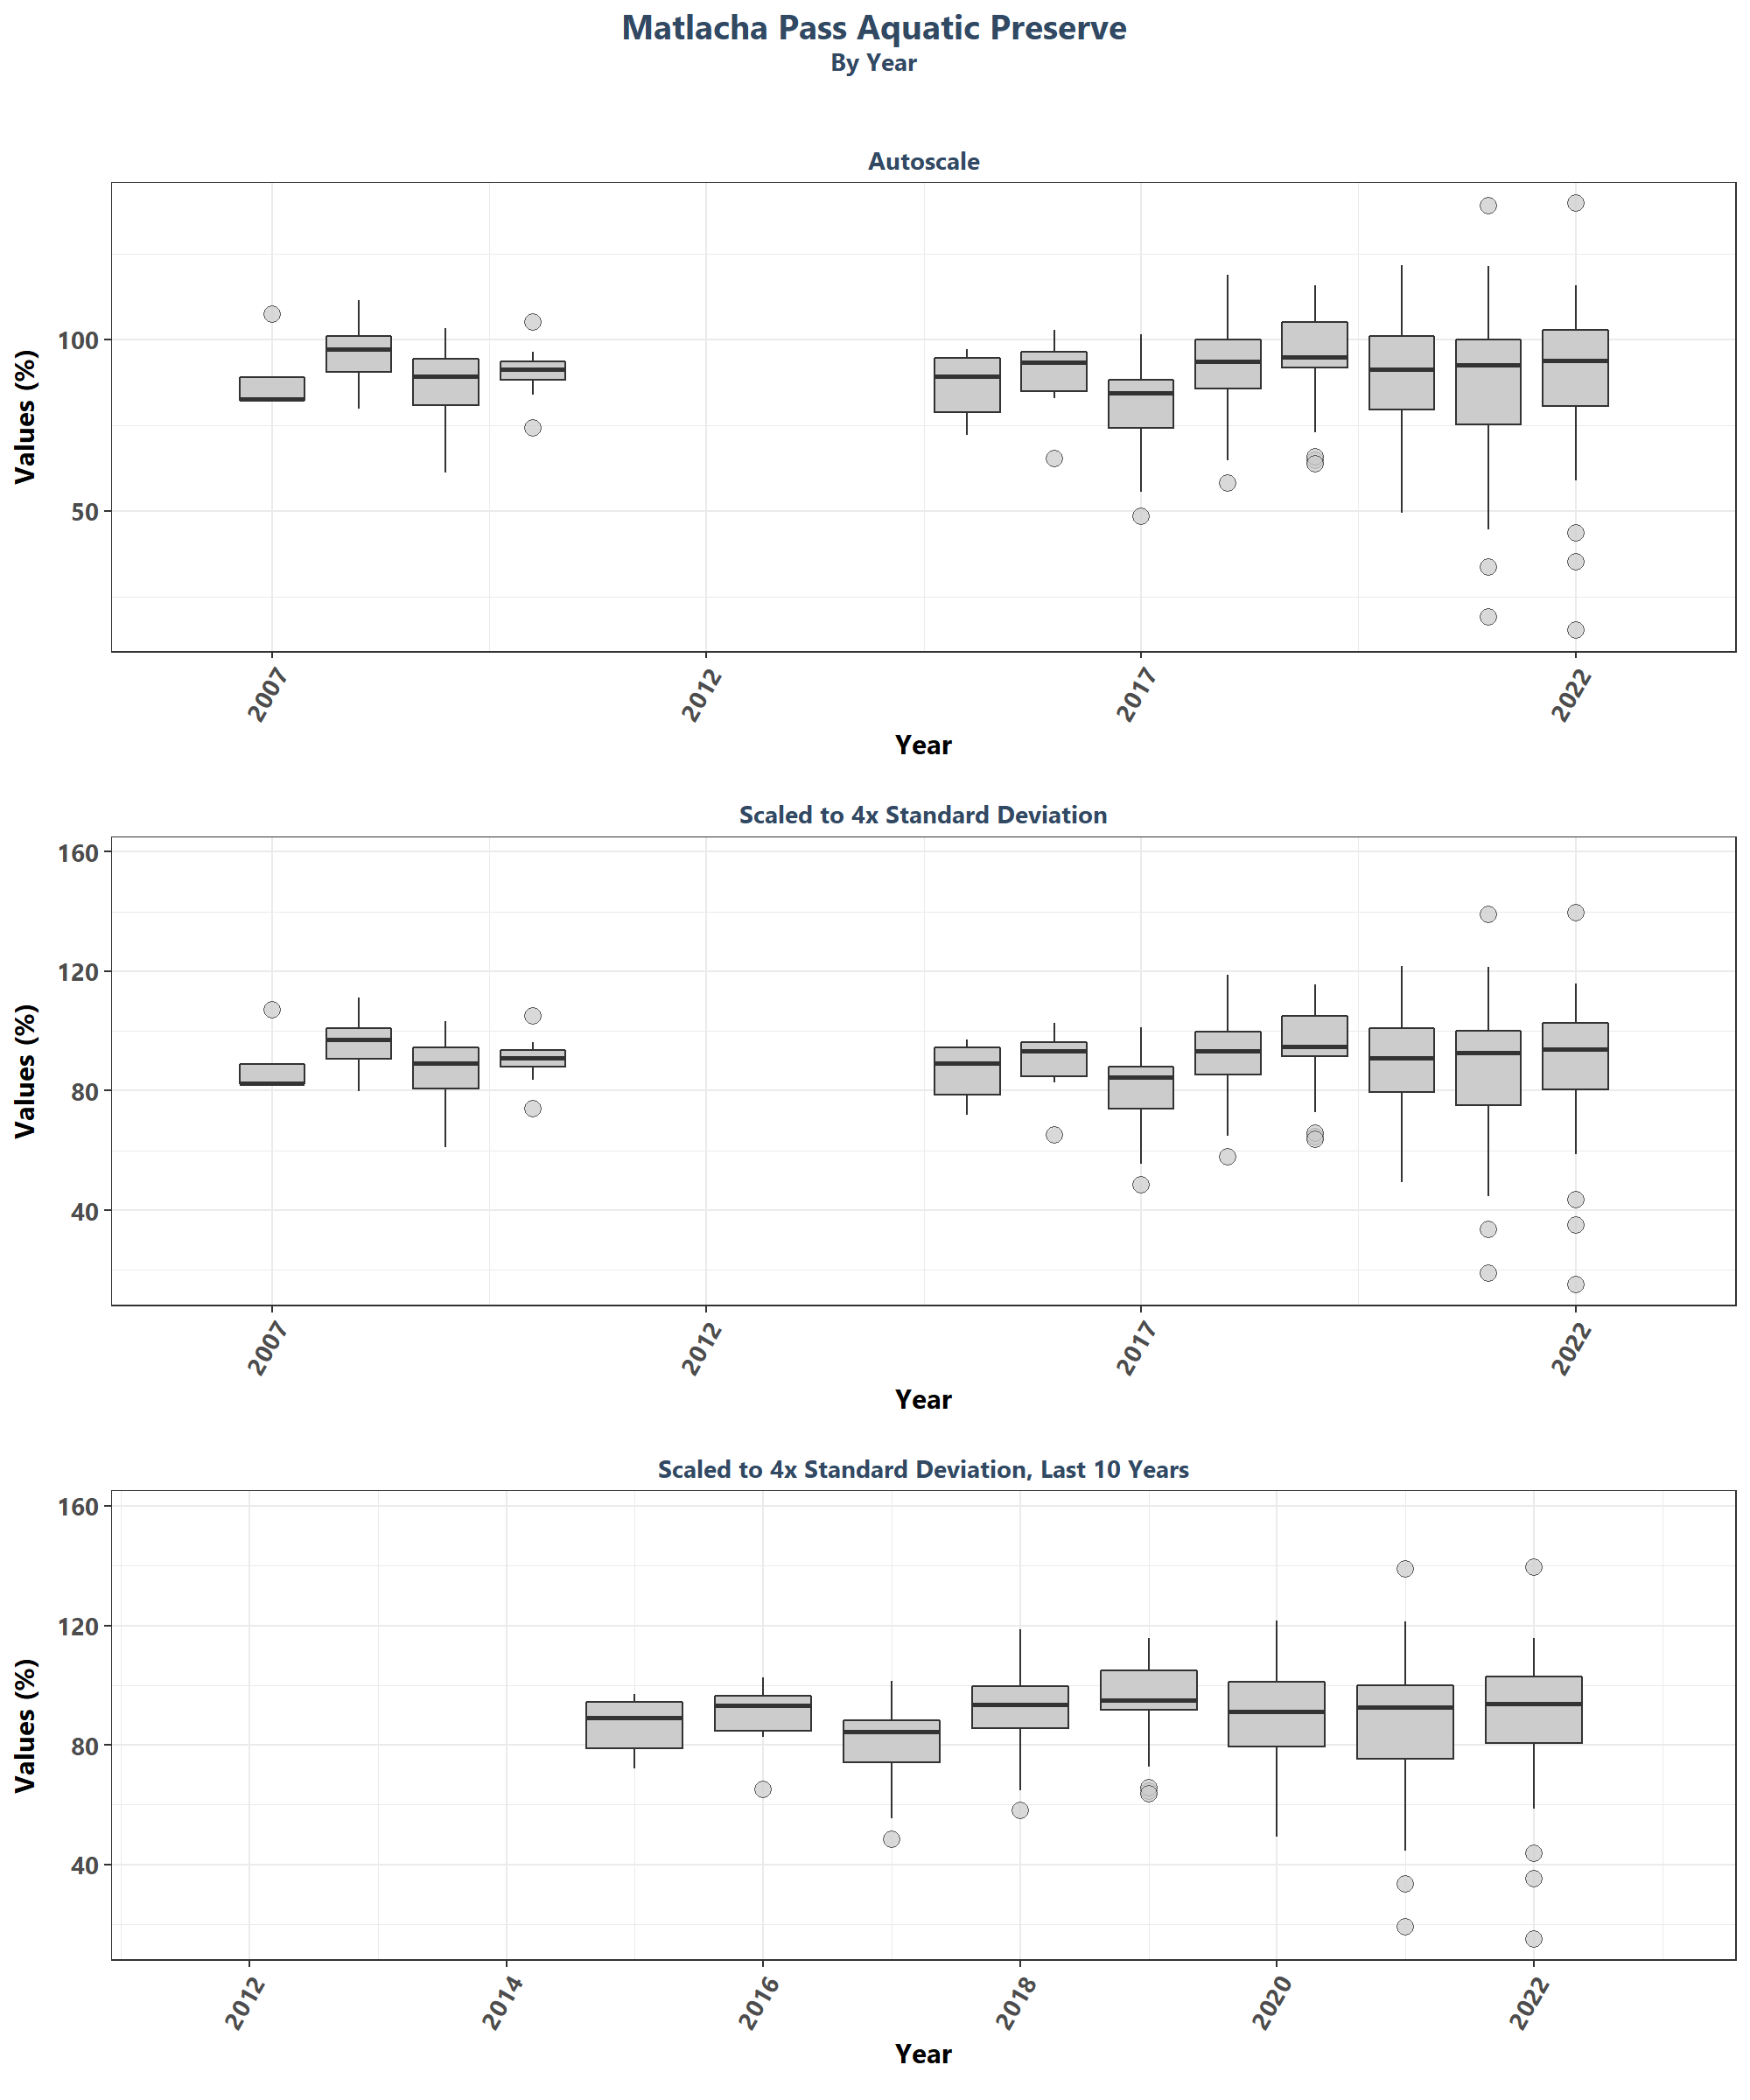 Matlacha Pass Aquatic Preserve
By Year
Autoscale
Values (%)
100
50
2007
2012
2017
2022
Year
Scaled to 4x Standard Deviation
Values (%)
160
120
80
40
2007
2012
2017
2022
Year
Scaled to 4x Standard Deviation, Last 10 Years
Values (%)
160
120
80
40
2012
2014
2016
2018
2020
2022
Year